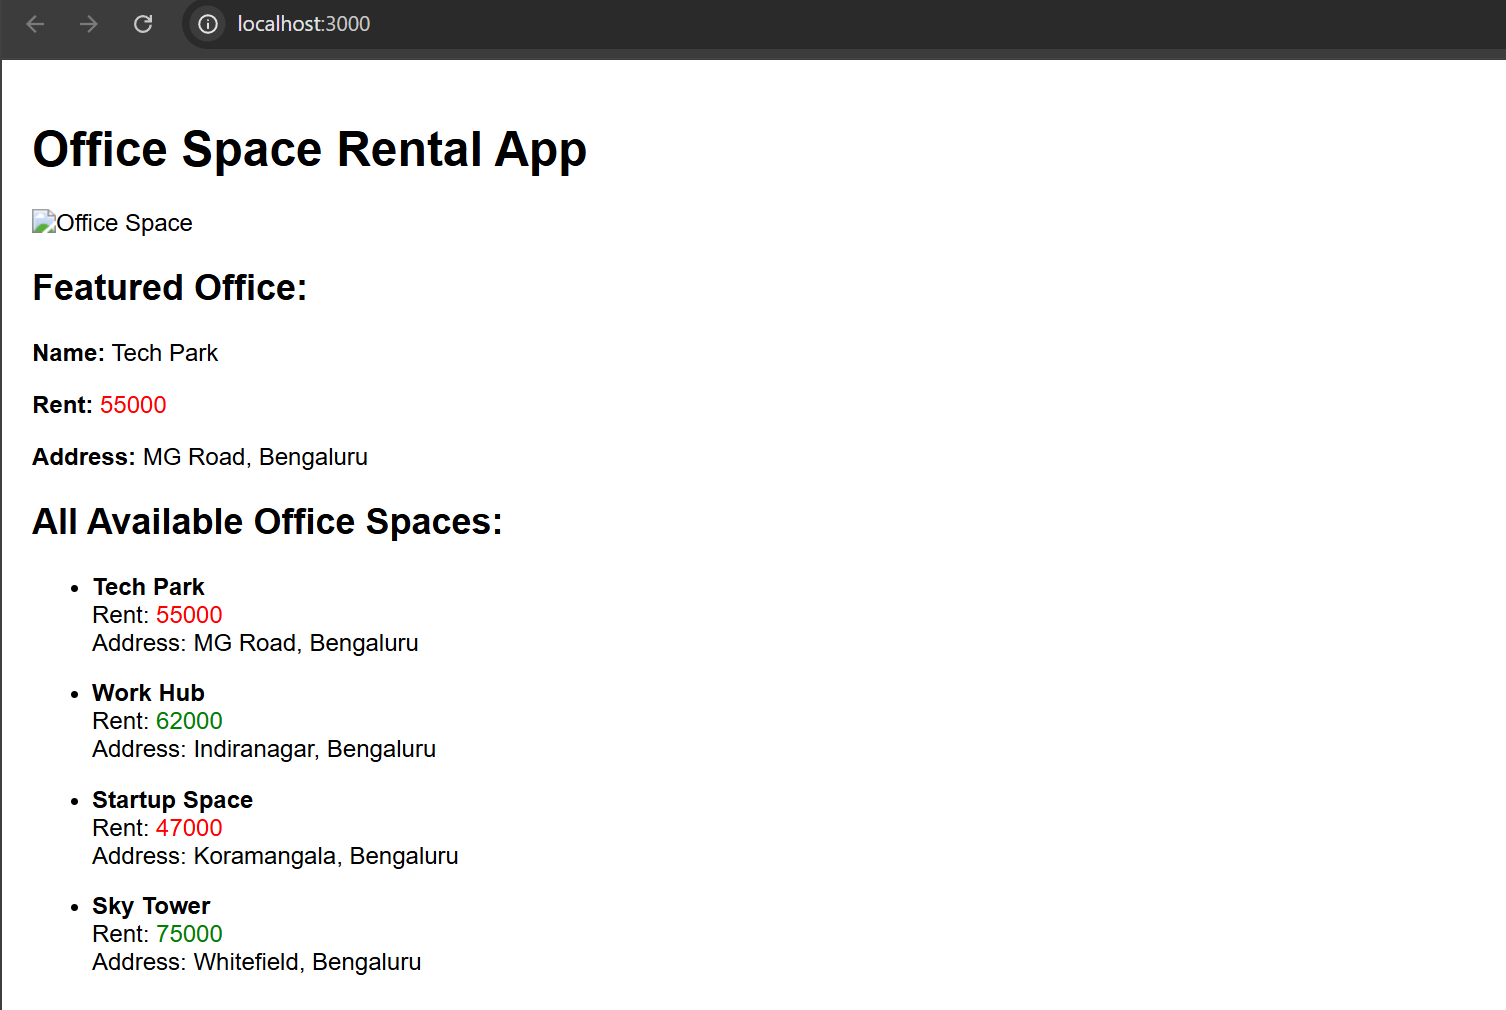 localhost:3000
Office Space Rental App
Office Space
Featured Office:
Name: Tech Park
Rent: 55000
Address: MG Road, Bengaluru
All Available Office Spaces:
Tech Park
Rent: 55000
Address: MG Road, Bengaluru
Work Hub
Rent: 62000
Address: Indiranagar, Bengaluru
Startup Space
Rent: 47000
Address: Koramangala, Bengaluru
Sky Tower
Rent: 75000
Address: Whitefield, Bengaluru